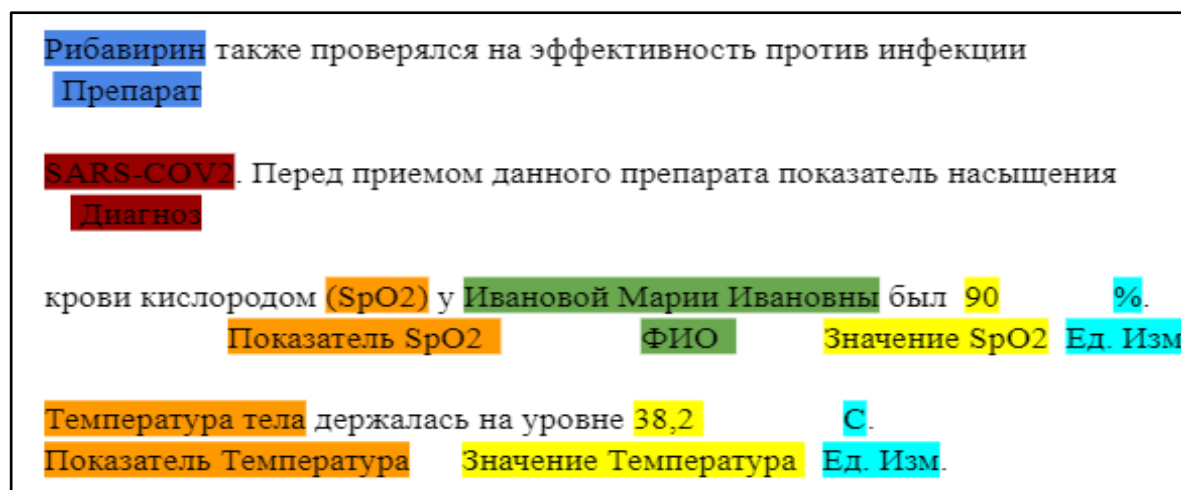 Рибавирин также проверялся на эффективность против инфекции
Препарат
SARS-COV2. Перед приемом данного препарата показатель насыщения
Диагноз
крови кислородом (SpO2) у Ивановой Марии Ивановны был 90 %.
Показатель SpO2 ФИО Значение SpO2 Ед. Изм
Температура тела держалась на уровне 38,2 С.
Показатель Температура Значение Температура Ед. Изм.